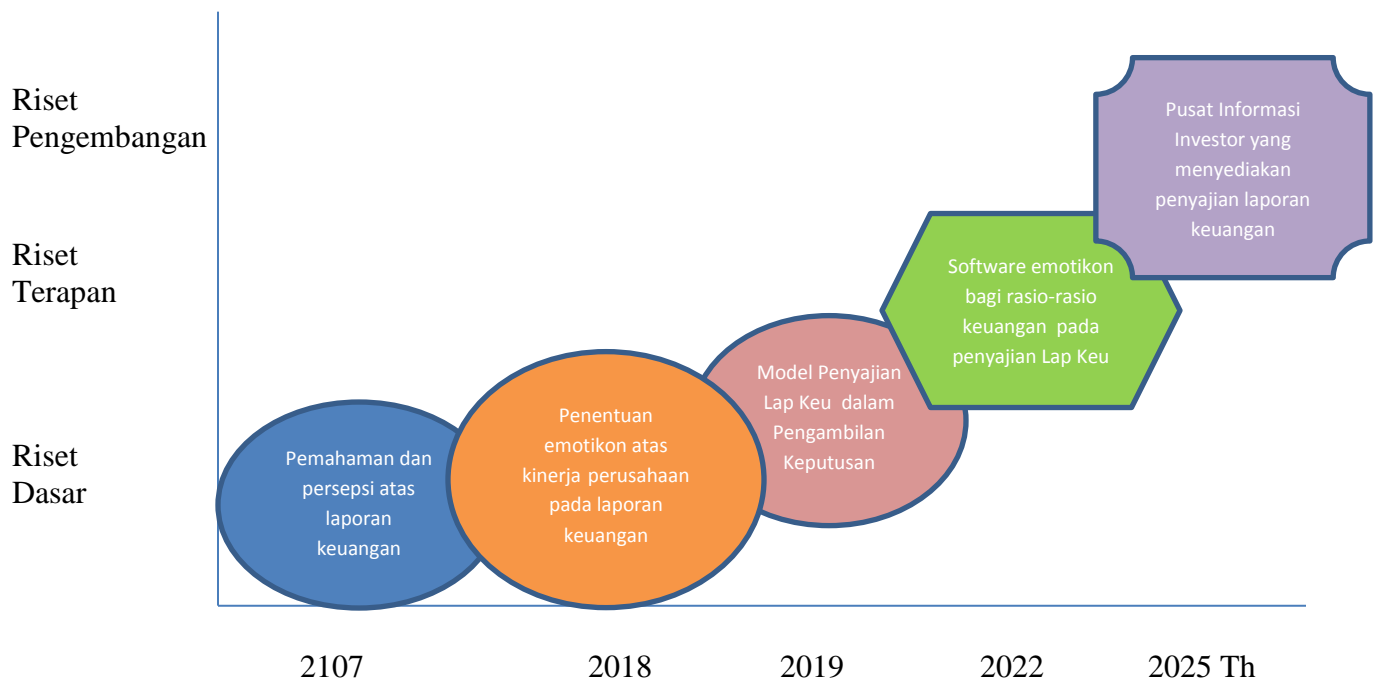 Riset
Pengembangan
Riset
Terapan
Riset
Dasar
Pemahaman dan
persepsi atas
laporan
keuangan
Penentuan
emotikon atas
kinerja perusahaan
pada laporan
keuangan
Model Penyajian
Lap Keu dalam
Pengambilan
Keputusan
Software emotikon
bagi rasio-rasio
keuangan pada
penyajian Lap Keu
Pusat Informasi
Investor yang
menyediakan
penyajian laporan
keuangan
2107 2018 2019 2022 2025 Th